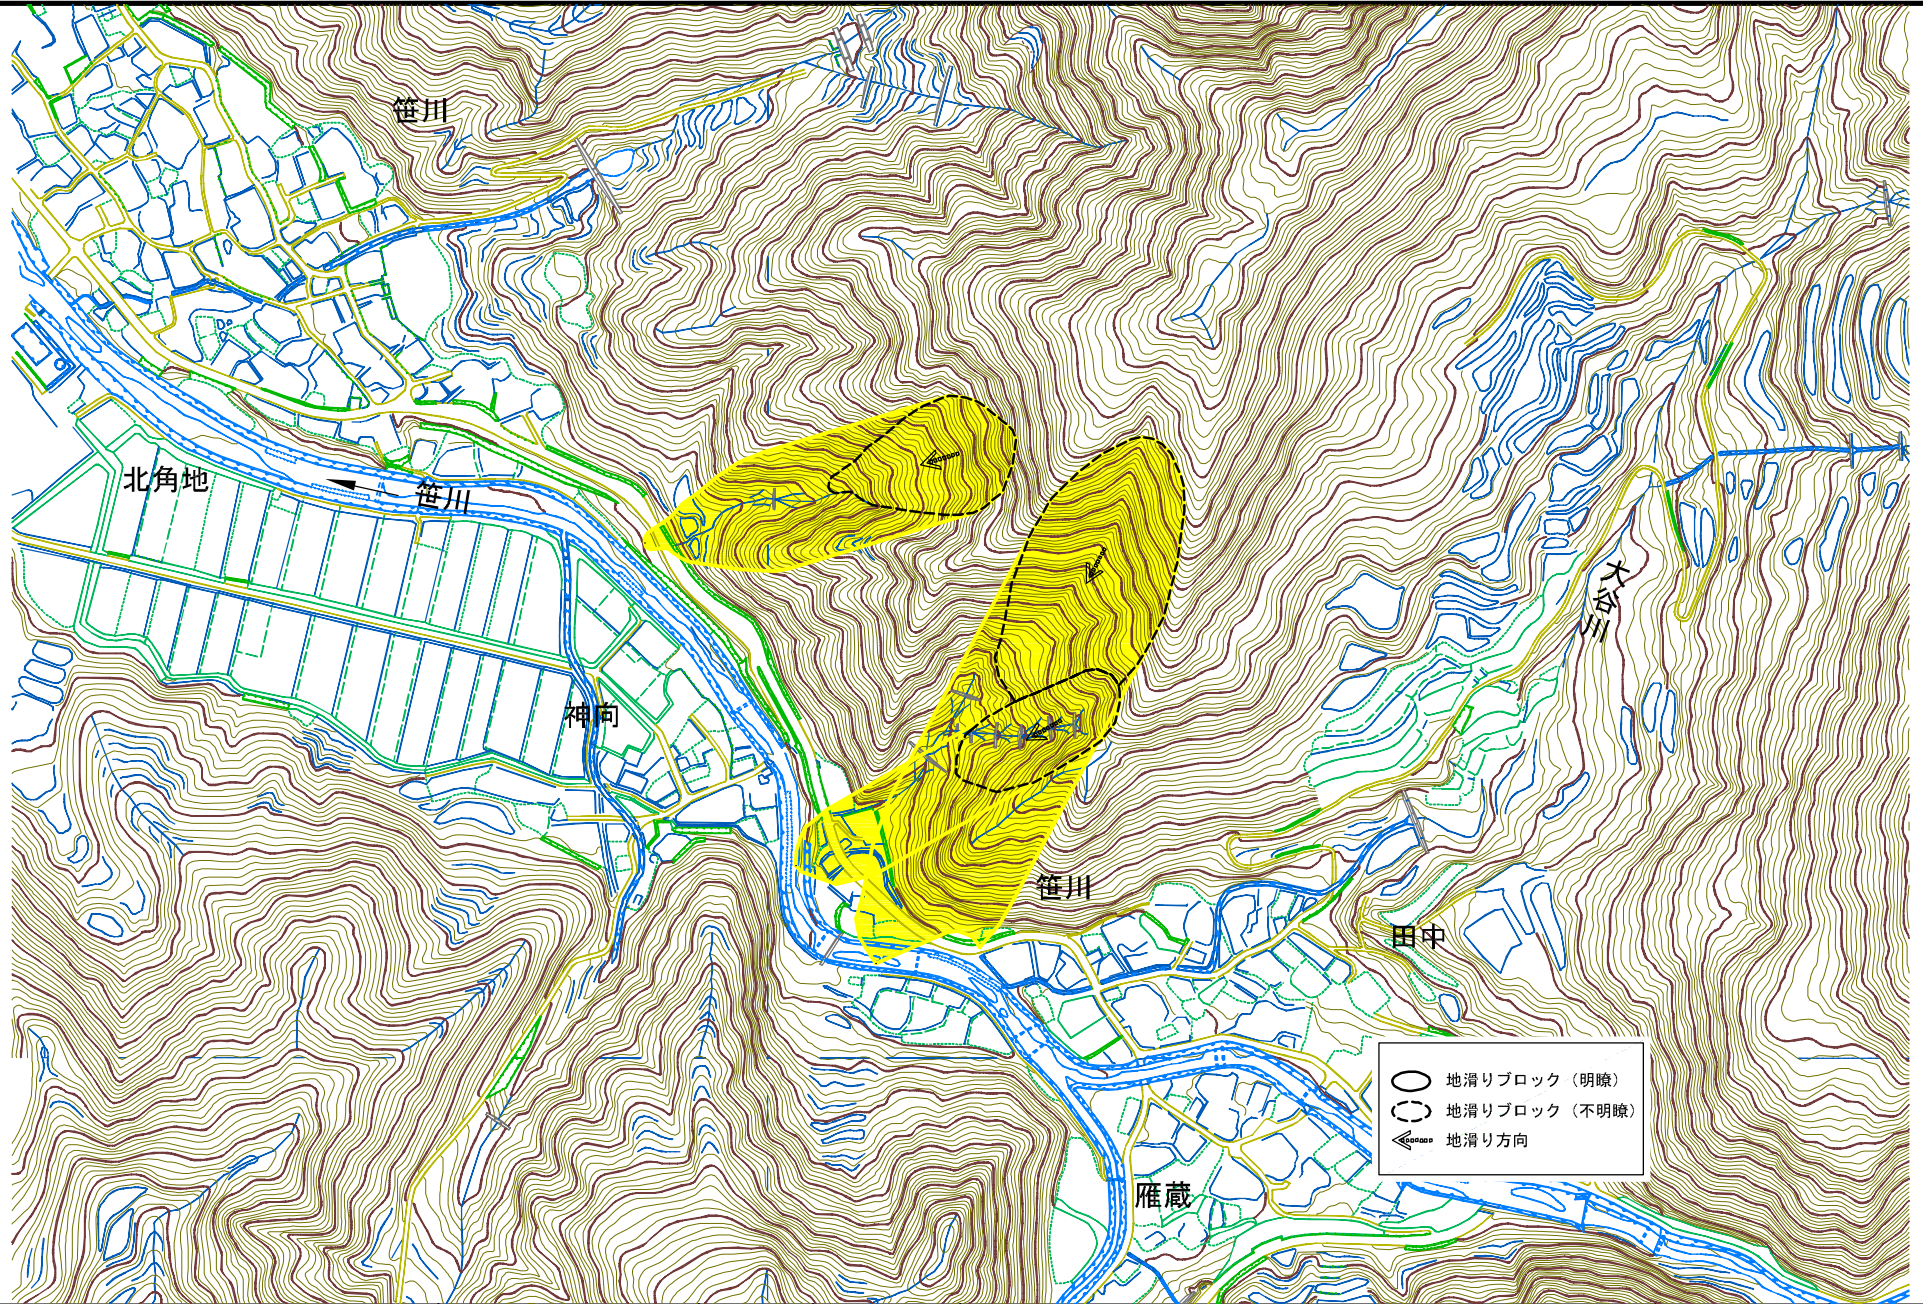 笹川
北角地
笹川
大谷川
神向
笹川
田中
地滑りブロック（明瞭）
地滑りブロック（不明瞭）
地滑り方向
雁蔵